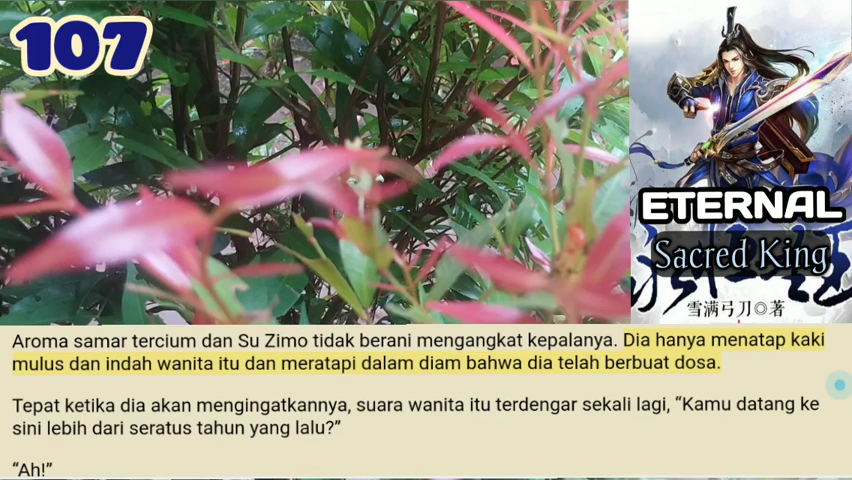 107
ETERNAL
Sacred King
雪满弓刀◎著
Aroma samar tercium dan Su Zimo tidak berani mengangkat kepalanya. Dia hanya menatap kaki
mulus dan indah wanita itu dan meratapi dalam diam bahwa dia telah berbuat dosa.
Tepat ketika dia akan mengingatkannya, suara wanita itu terdengar sekali lagi, “Kamu datang ke
sini lebih dari seratus tahun yang lalu?”
“Ah!”